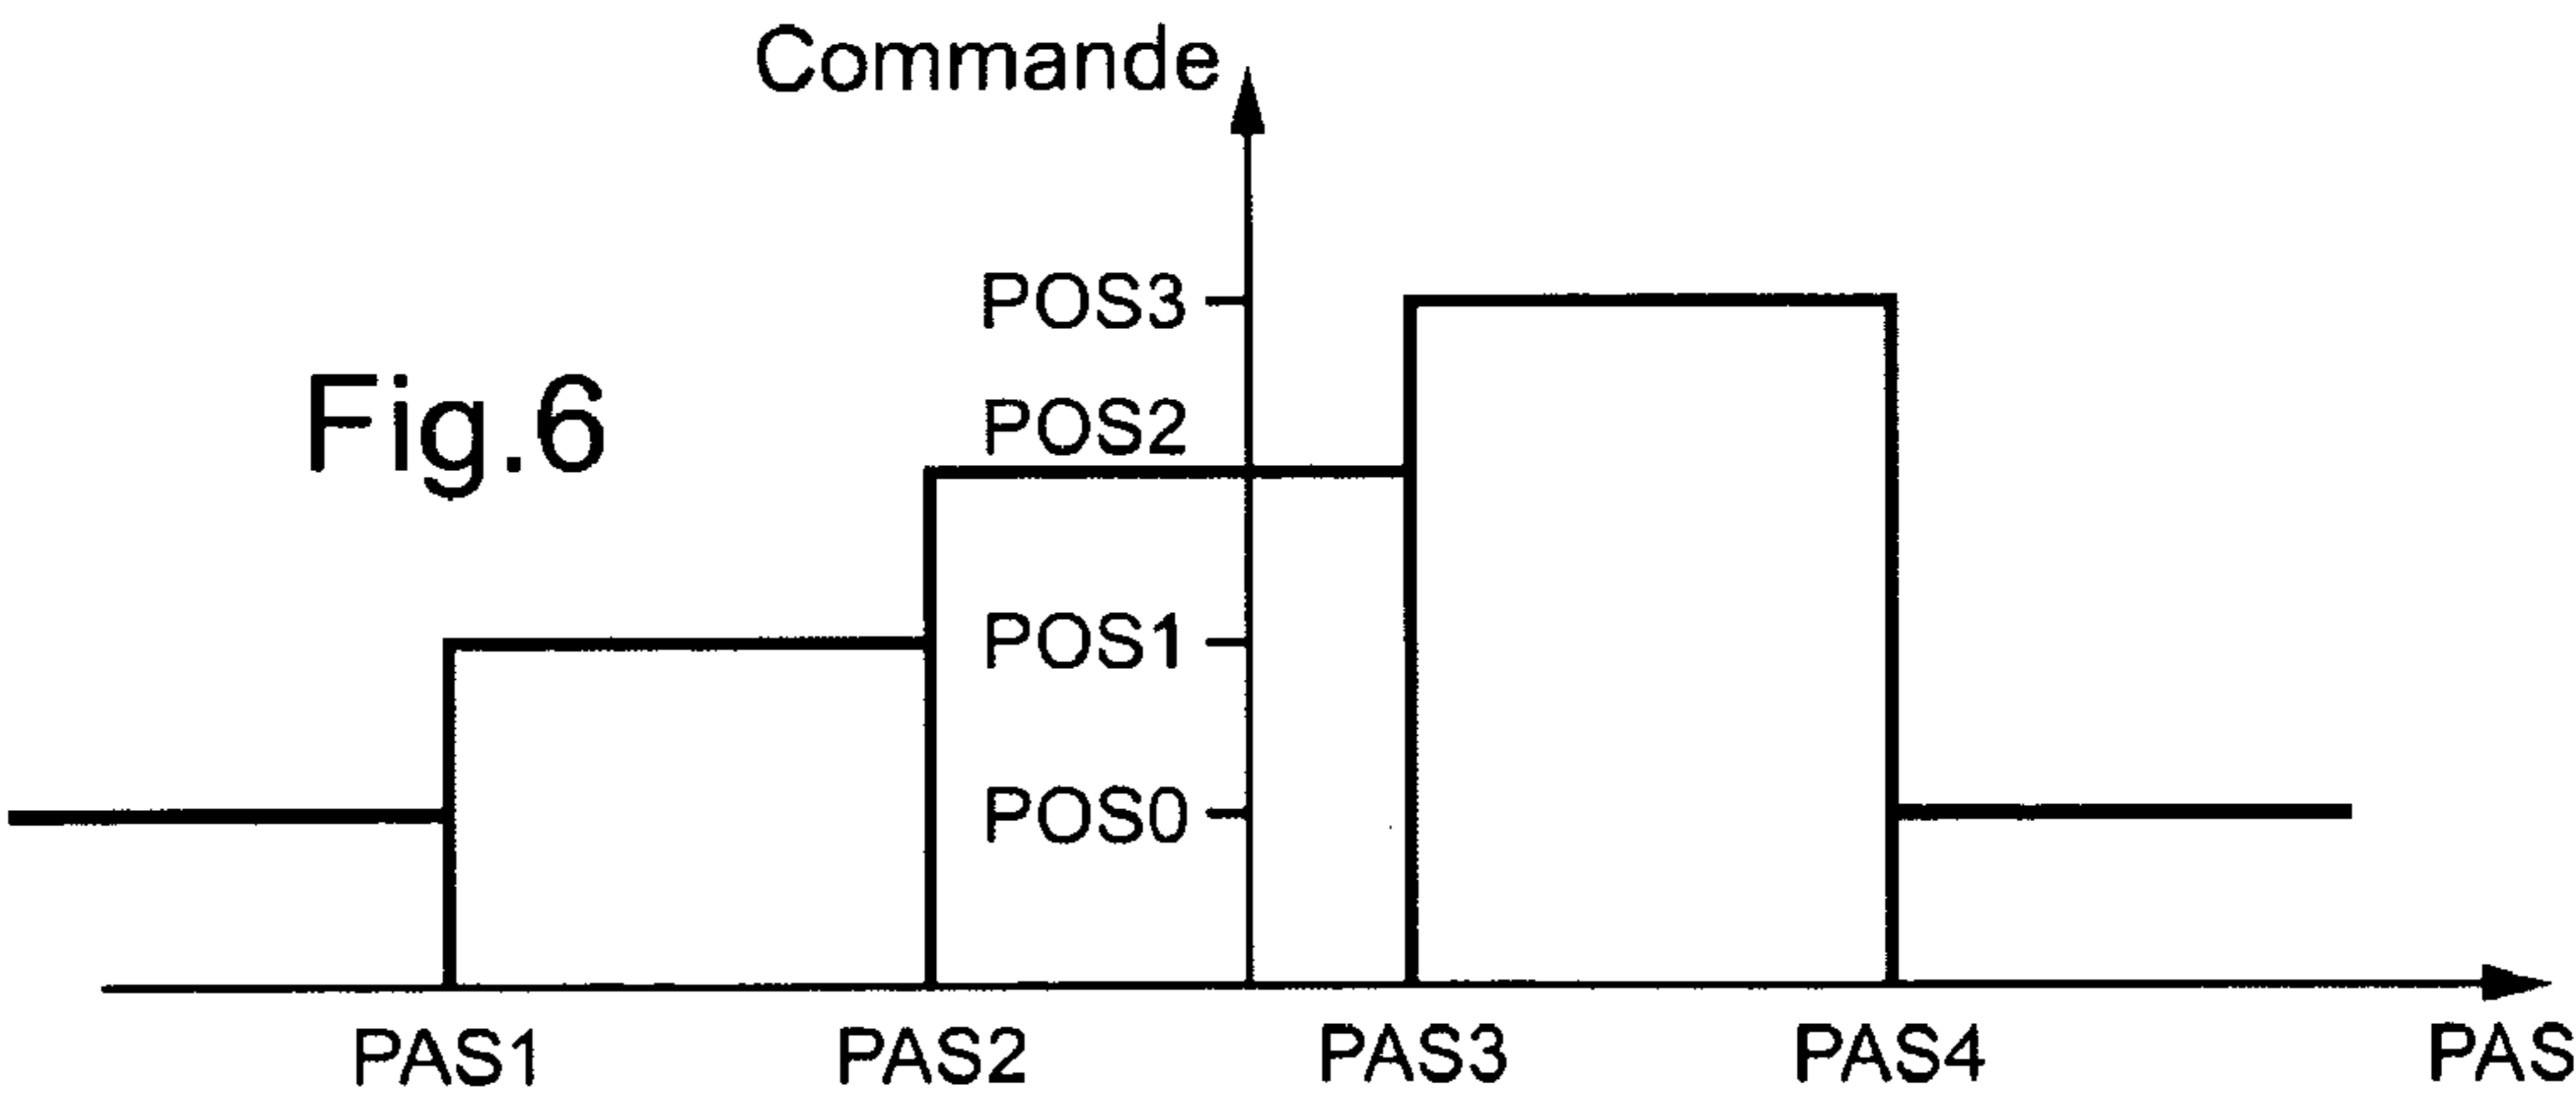 Commande
POS3
Fig.6
POS2
POS1
POS0
PAS1 PAS2 PAS3 PAS4 PAS